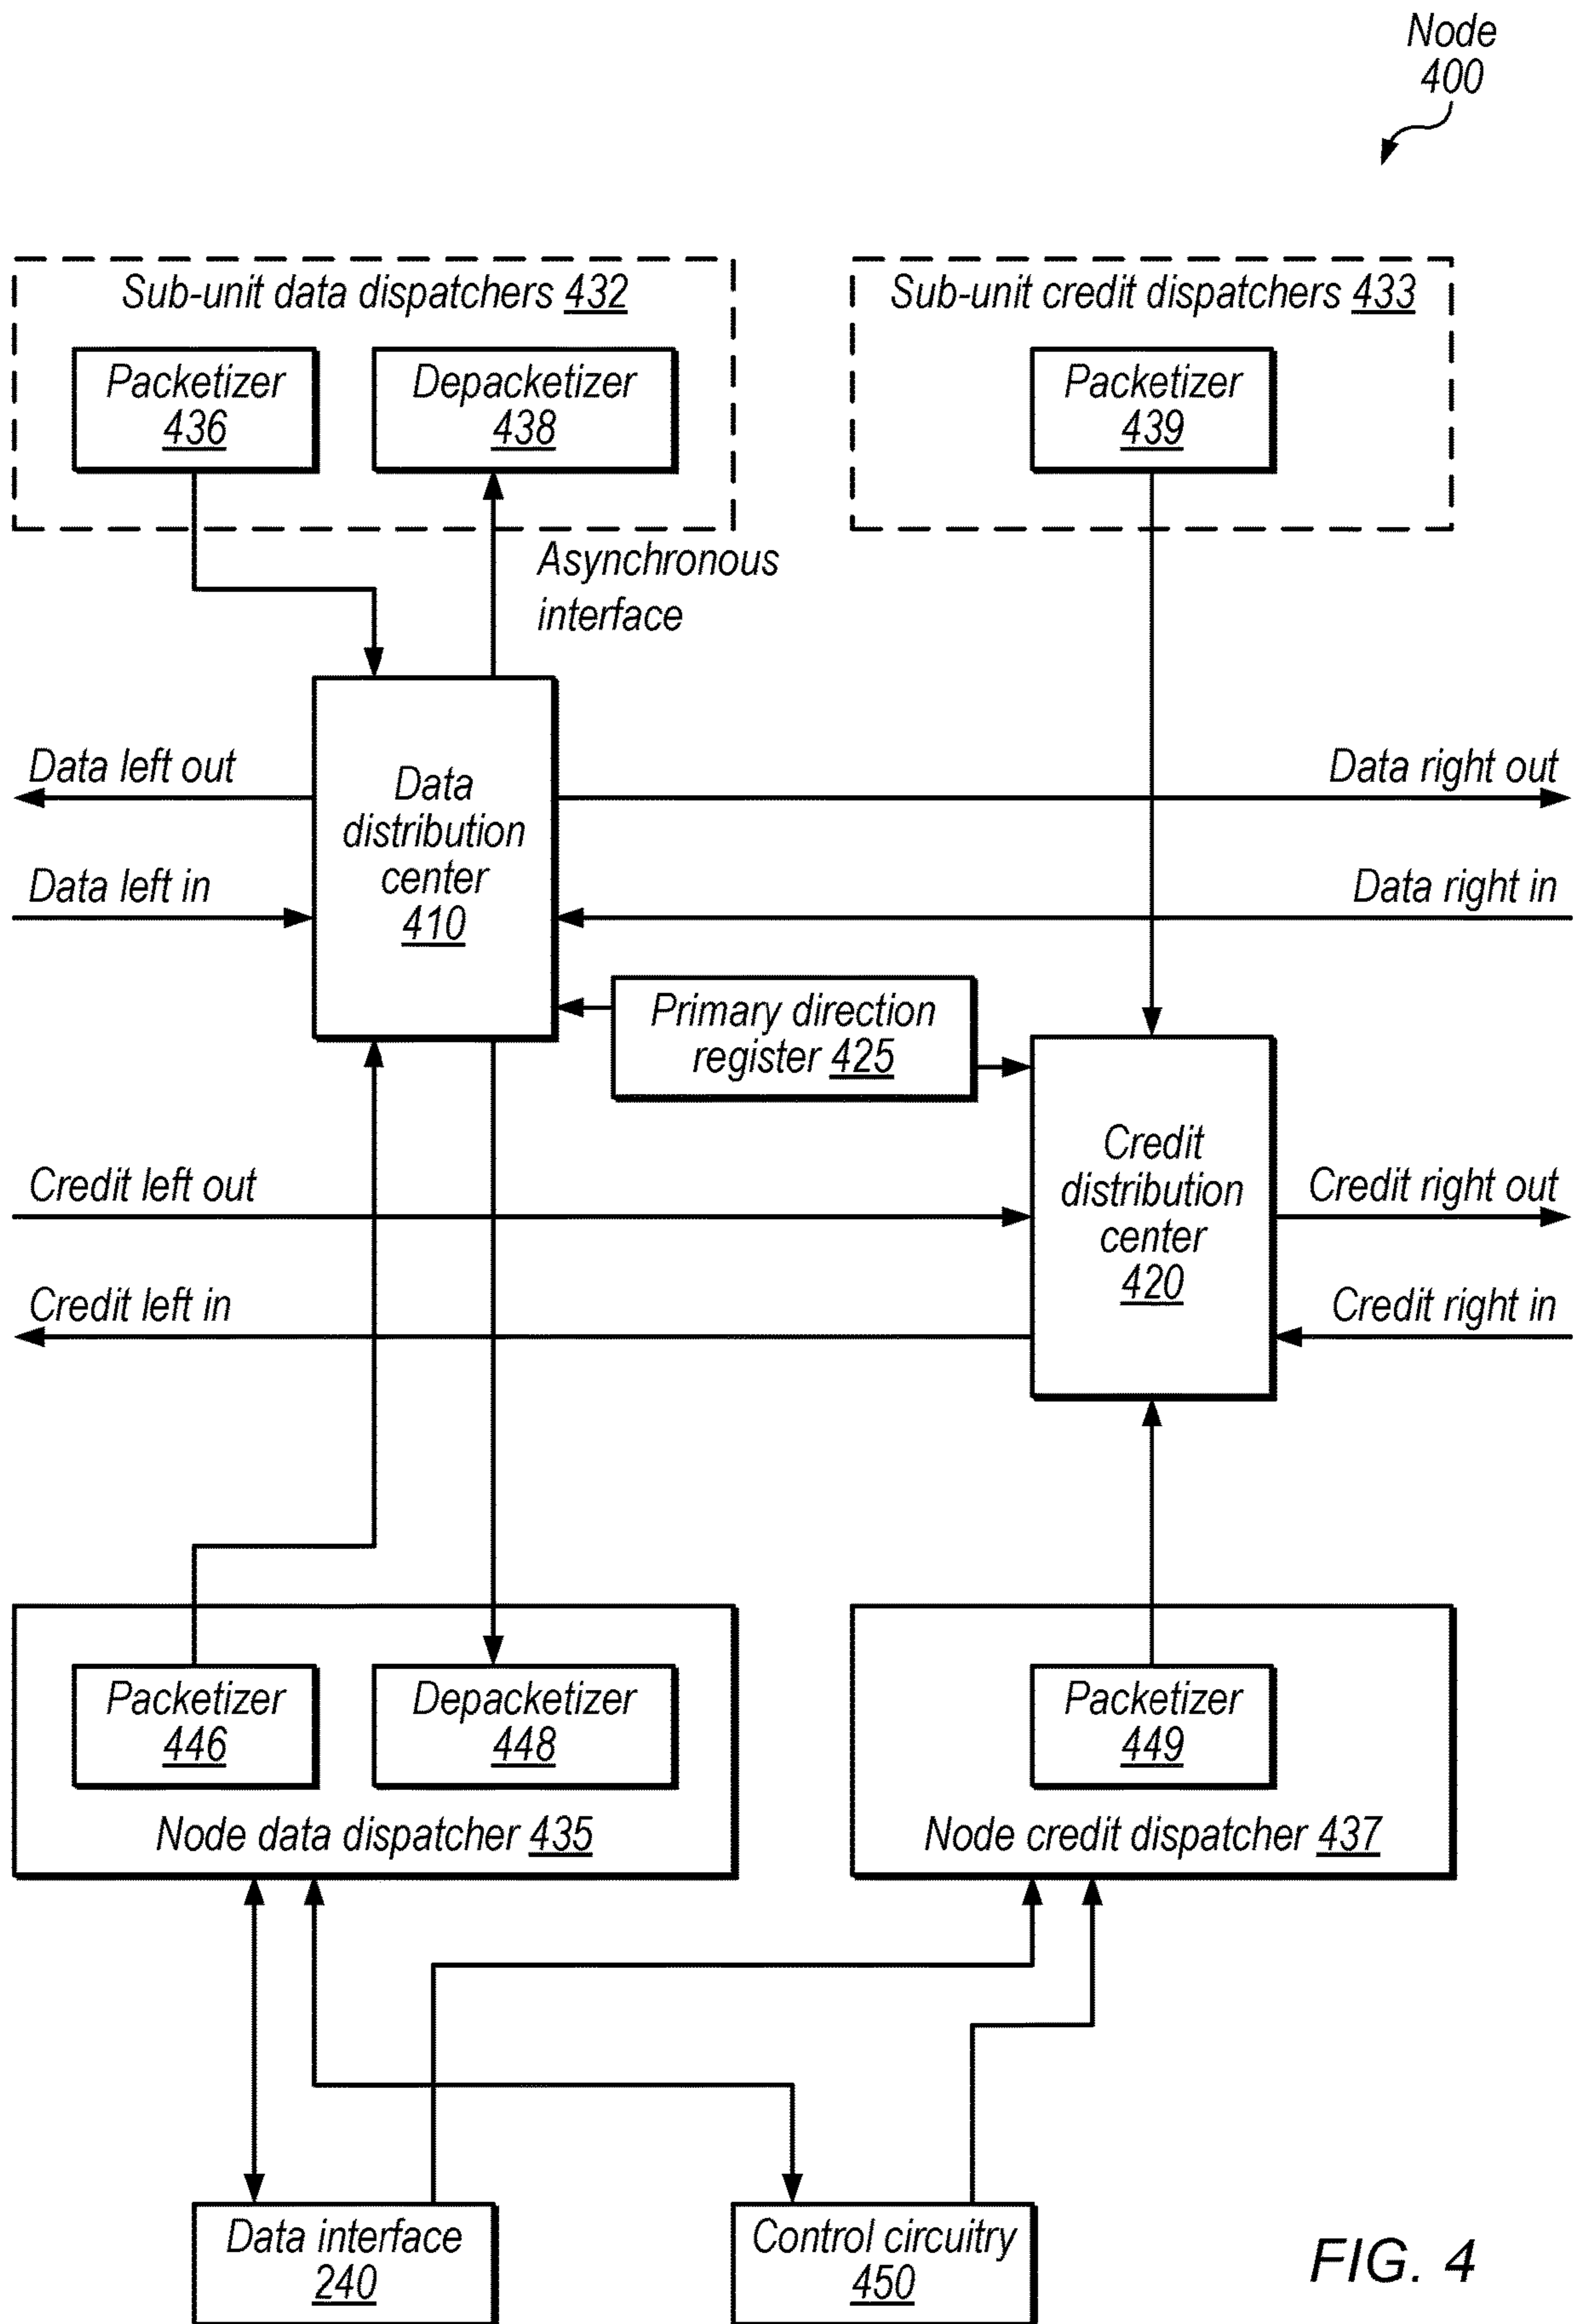 Node
400
Sub-unit data dispatchers 432
Sub-unit credit dispatchers 433
Packetizer
436
Depacketizer
438
Packetizer
439
Asynchronous
interface
Data left out
Data right out
Data
distribution
center
410
Data left in
Data right in
Primary direction
register 425
Credit
distribution
center
420
Credit left out
Credit right out
Credit left in
Credit right in
Packetizer
446
Depacketizer
448
Packetizer
449
Node data dispatcher 435
Node credit dispatcher 437
Data interface
240
Control circuitry
450
FIG. 4